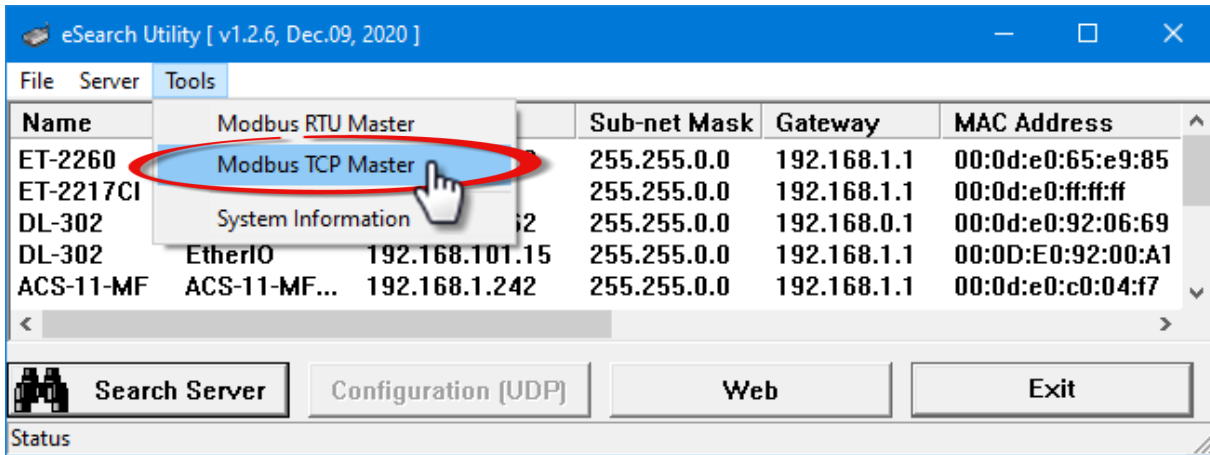 eSearch Utility [ v1.2.6, Dec.09, 2020 ]
File Server Tools
Name Sub-net Mask Gateway MAC Address
Modbus RTU Master
Modbus TCP Master
System Information
ET-2260 255.255.0.0 192.168.1.1 00:0d:e0:65:e9:85
ET-2217CI 255.255.0.0 192.168.1.1 00:0d:e0:ff:ff:ff
DL-302 255.255.0.0 192.168.0.1 00:0d:e0:92:06:69
DL-302 EtherIO 192.168.101.15 255.255.0.0 192.168.1.1 00:0D:E0:92:00:A1
ACS-11-MF ACS-11-MF... 192.168.1.242 255.255.0.0 192.168.1.1 00:0d:e0:c0:04:f7
Search Server Configuration (UDP) Web Exit
Status